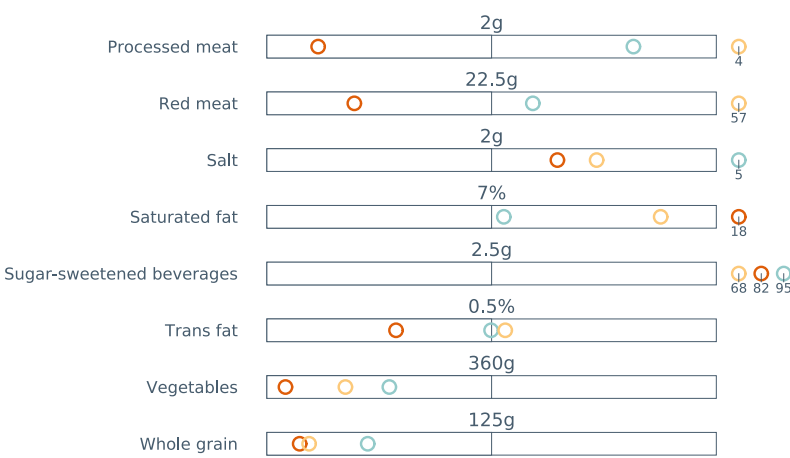 2g
Processed meat
4
22.5g
Red meat
57
2g
Salt
5
7%
Saturated fat
18
2.5g
Sugar-sweetened beverages
68 82 95
0.5%
Trans fat
360g
Vegetables
125g
Whole grain